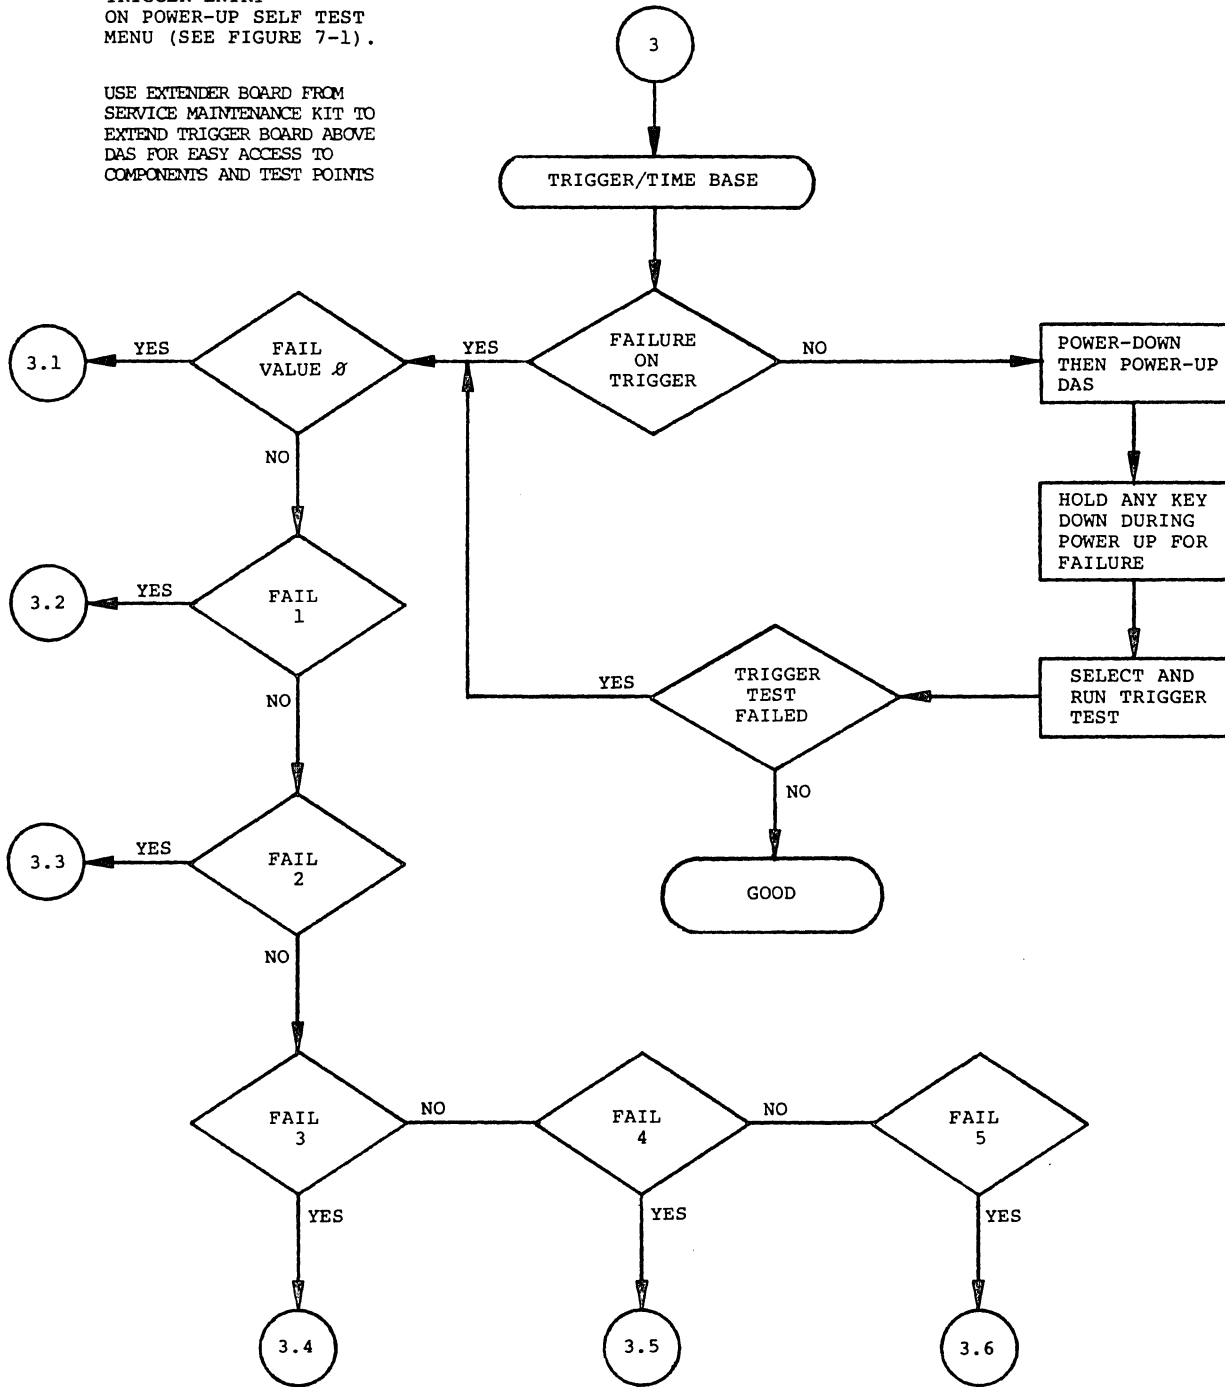 ON POWER-UP SELF TEST
MENU (SEE FIGURE 7-1).
USE EXTENDER BOARD FROM
SERVICE MAINTENANCE KIT TO
EXTEND TRIGGER BOARD ABOVE
DAS FOR EASY ACCESS TO
COMPONENTS AND TEST POINTS
3
TRIGGER/TIME BASE
3.1
YES
FAIL
VALUE Ø
YES
FAILURE
ON
TRIGGER
NO
POWER-DOWN
THEN POWER-UP
DAS
NO
HOLD ANY KEY
DOWN DURING
POWER UP FOR
FAILURE
3.2
YES
FAIL
1
NO
YES
TRIGGER
TEST
FAILED
SELECT AND
RUN TRIGGER
TEST
NO
GOOD
3.3
YES
FAIL
2
NO
FAIL
3
NO
FAIL
4
NO
FAIL
5
YES
YES
YES
3.4
3.5
3.6